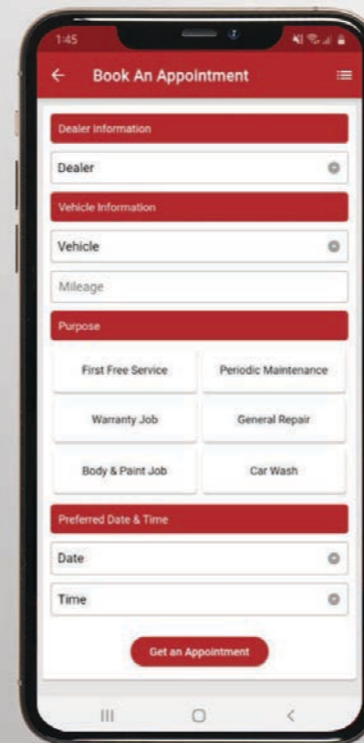 1:45
Book An Appointment
Dealer Information
Dealer
Vehicle Information
Vehicle
Mileage
Purpose
First Free Service
Periodic Maintenance
Warranty Job
General Repair
Body & Paint Job
Car Wash
Preferred Date & Time
Date
Time
Get an Appointment